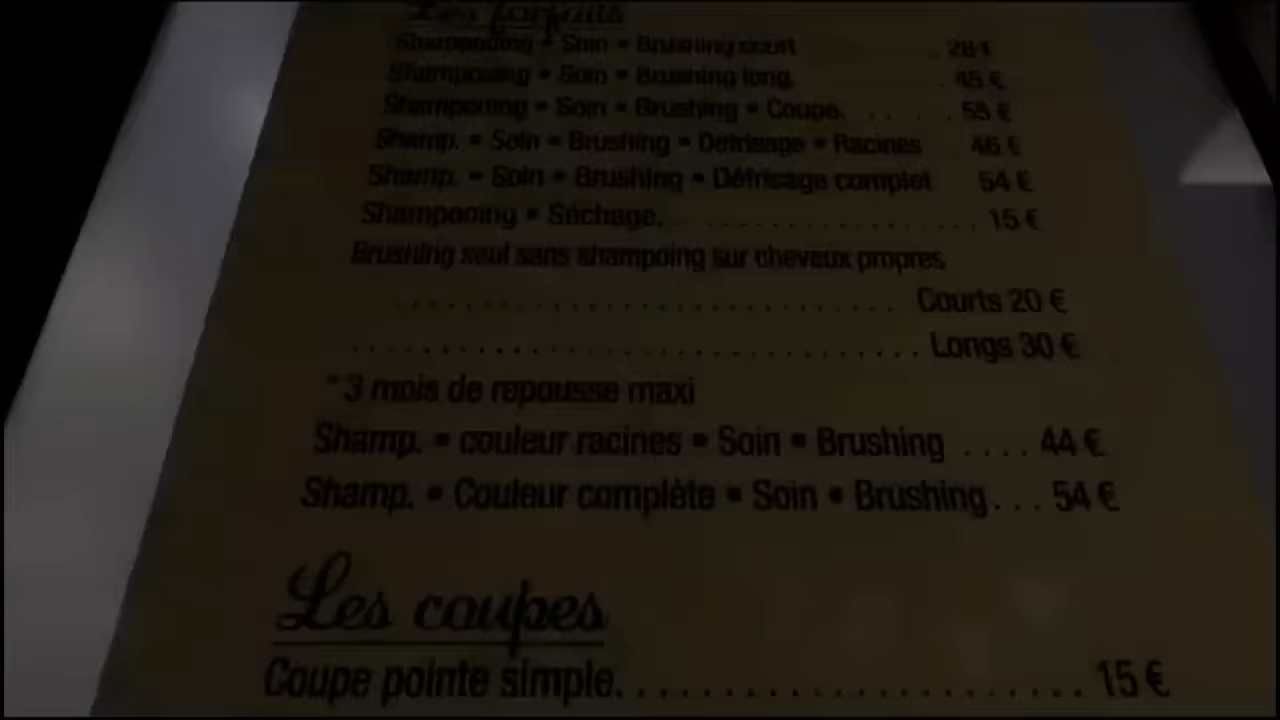 Les forfaits
Shampooing • Soin • Brushing court . 28 €
Shampooing • Soin • Brushing long. . 45 €
Shampooing • Soin • Brushing • Coupe. . . . . . 55 €
Shamp. • Soin • Brushing • Défrisage • Racines 46 €
Shamp. • Soin • Brushing • Défrisage complet 54 €
Shampooing • Séchage. . . . . . . . . . . . . . . . . . 15 €
Brushing seul sans shampoing sur cheveux propres
. . . . . . . . . . . . . . . . . . . . . . . . . . . . Courts 20 €
. . . . . . . . . . . . . . . . . . . . . . . . . . . . . . . . Longs 30 €
*3 mois de repousse maxi
Shamp. • couleur racines • Soin • Brushing . . . . 44 €
Shamp. • Couleur complète • Soin • Brushing. . . 54 €
Les coupes
Coupe pointe simple. . . . . . . . . . . . . . . . . . . . . . . 15 €